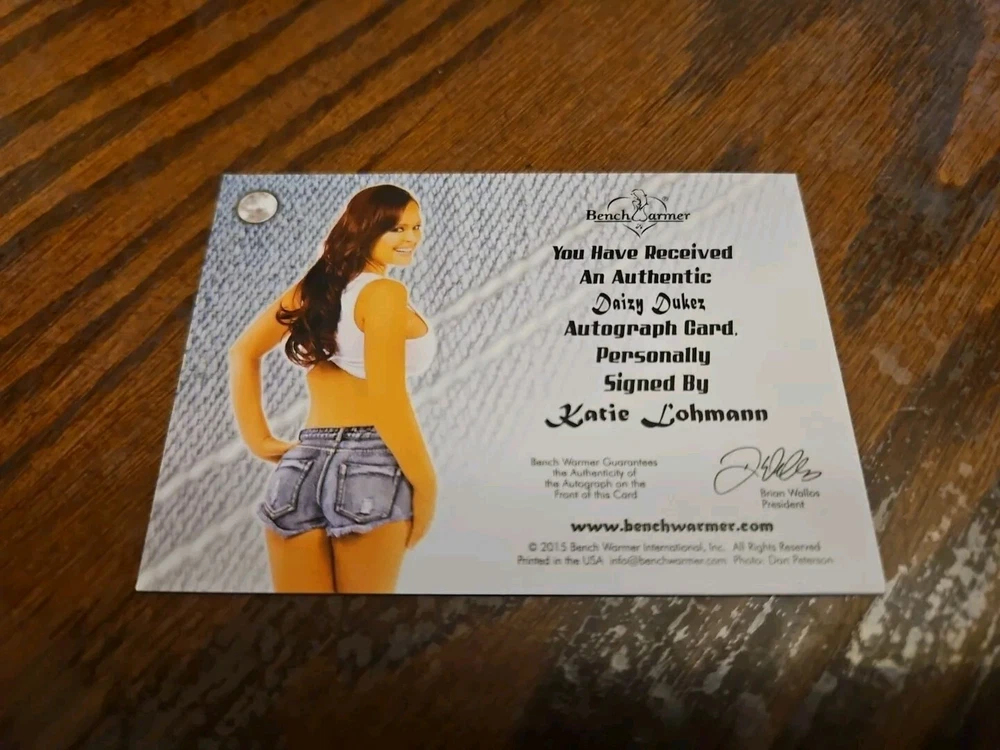 Bench Warmer
You Have Received
An Authentic
Daizy Dukez
Autograph Card.
Personally
Signed By
Katie Lohmann
Bench Warmer Guarantees
the Authenticity of
the Autograph on the
Front of this Card
Brian Wallos
President
www.benchwarmer.com
© 2015 Bench Warmer International, Inc. All Rights Reserved
Printed in the USA info@benchwarmer.com Photo: Dan Peterson